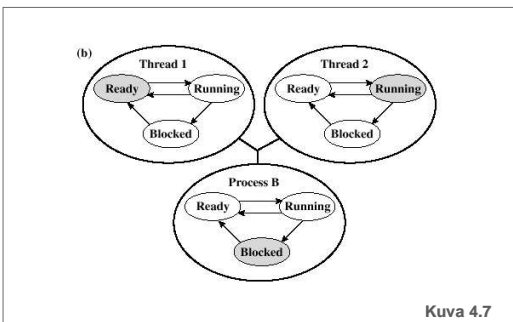 (b)
Thread 1
Ready
Running
Blocked
Thread 2
Ready
Running
Blocked
Process B
Ready
Running
Blocked
Kuva 4.7